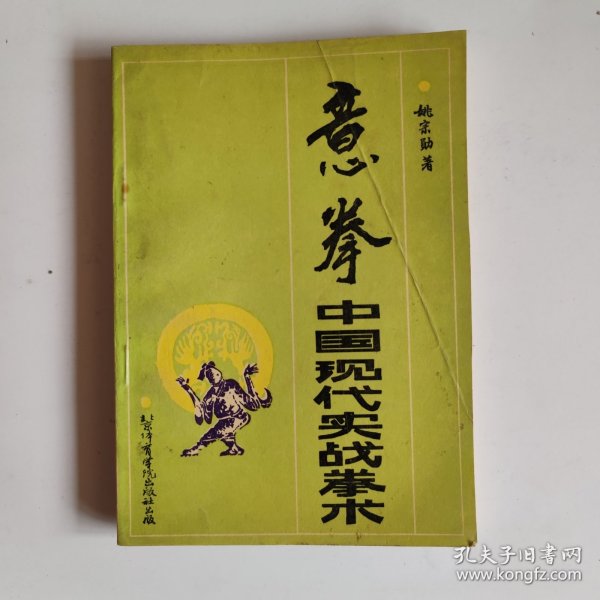 姚宗勋著
意拳
中国现代实战拳术
北京体育学院出版社出版
孔夫子旧书网
www.kongfz.com